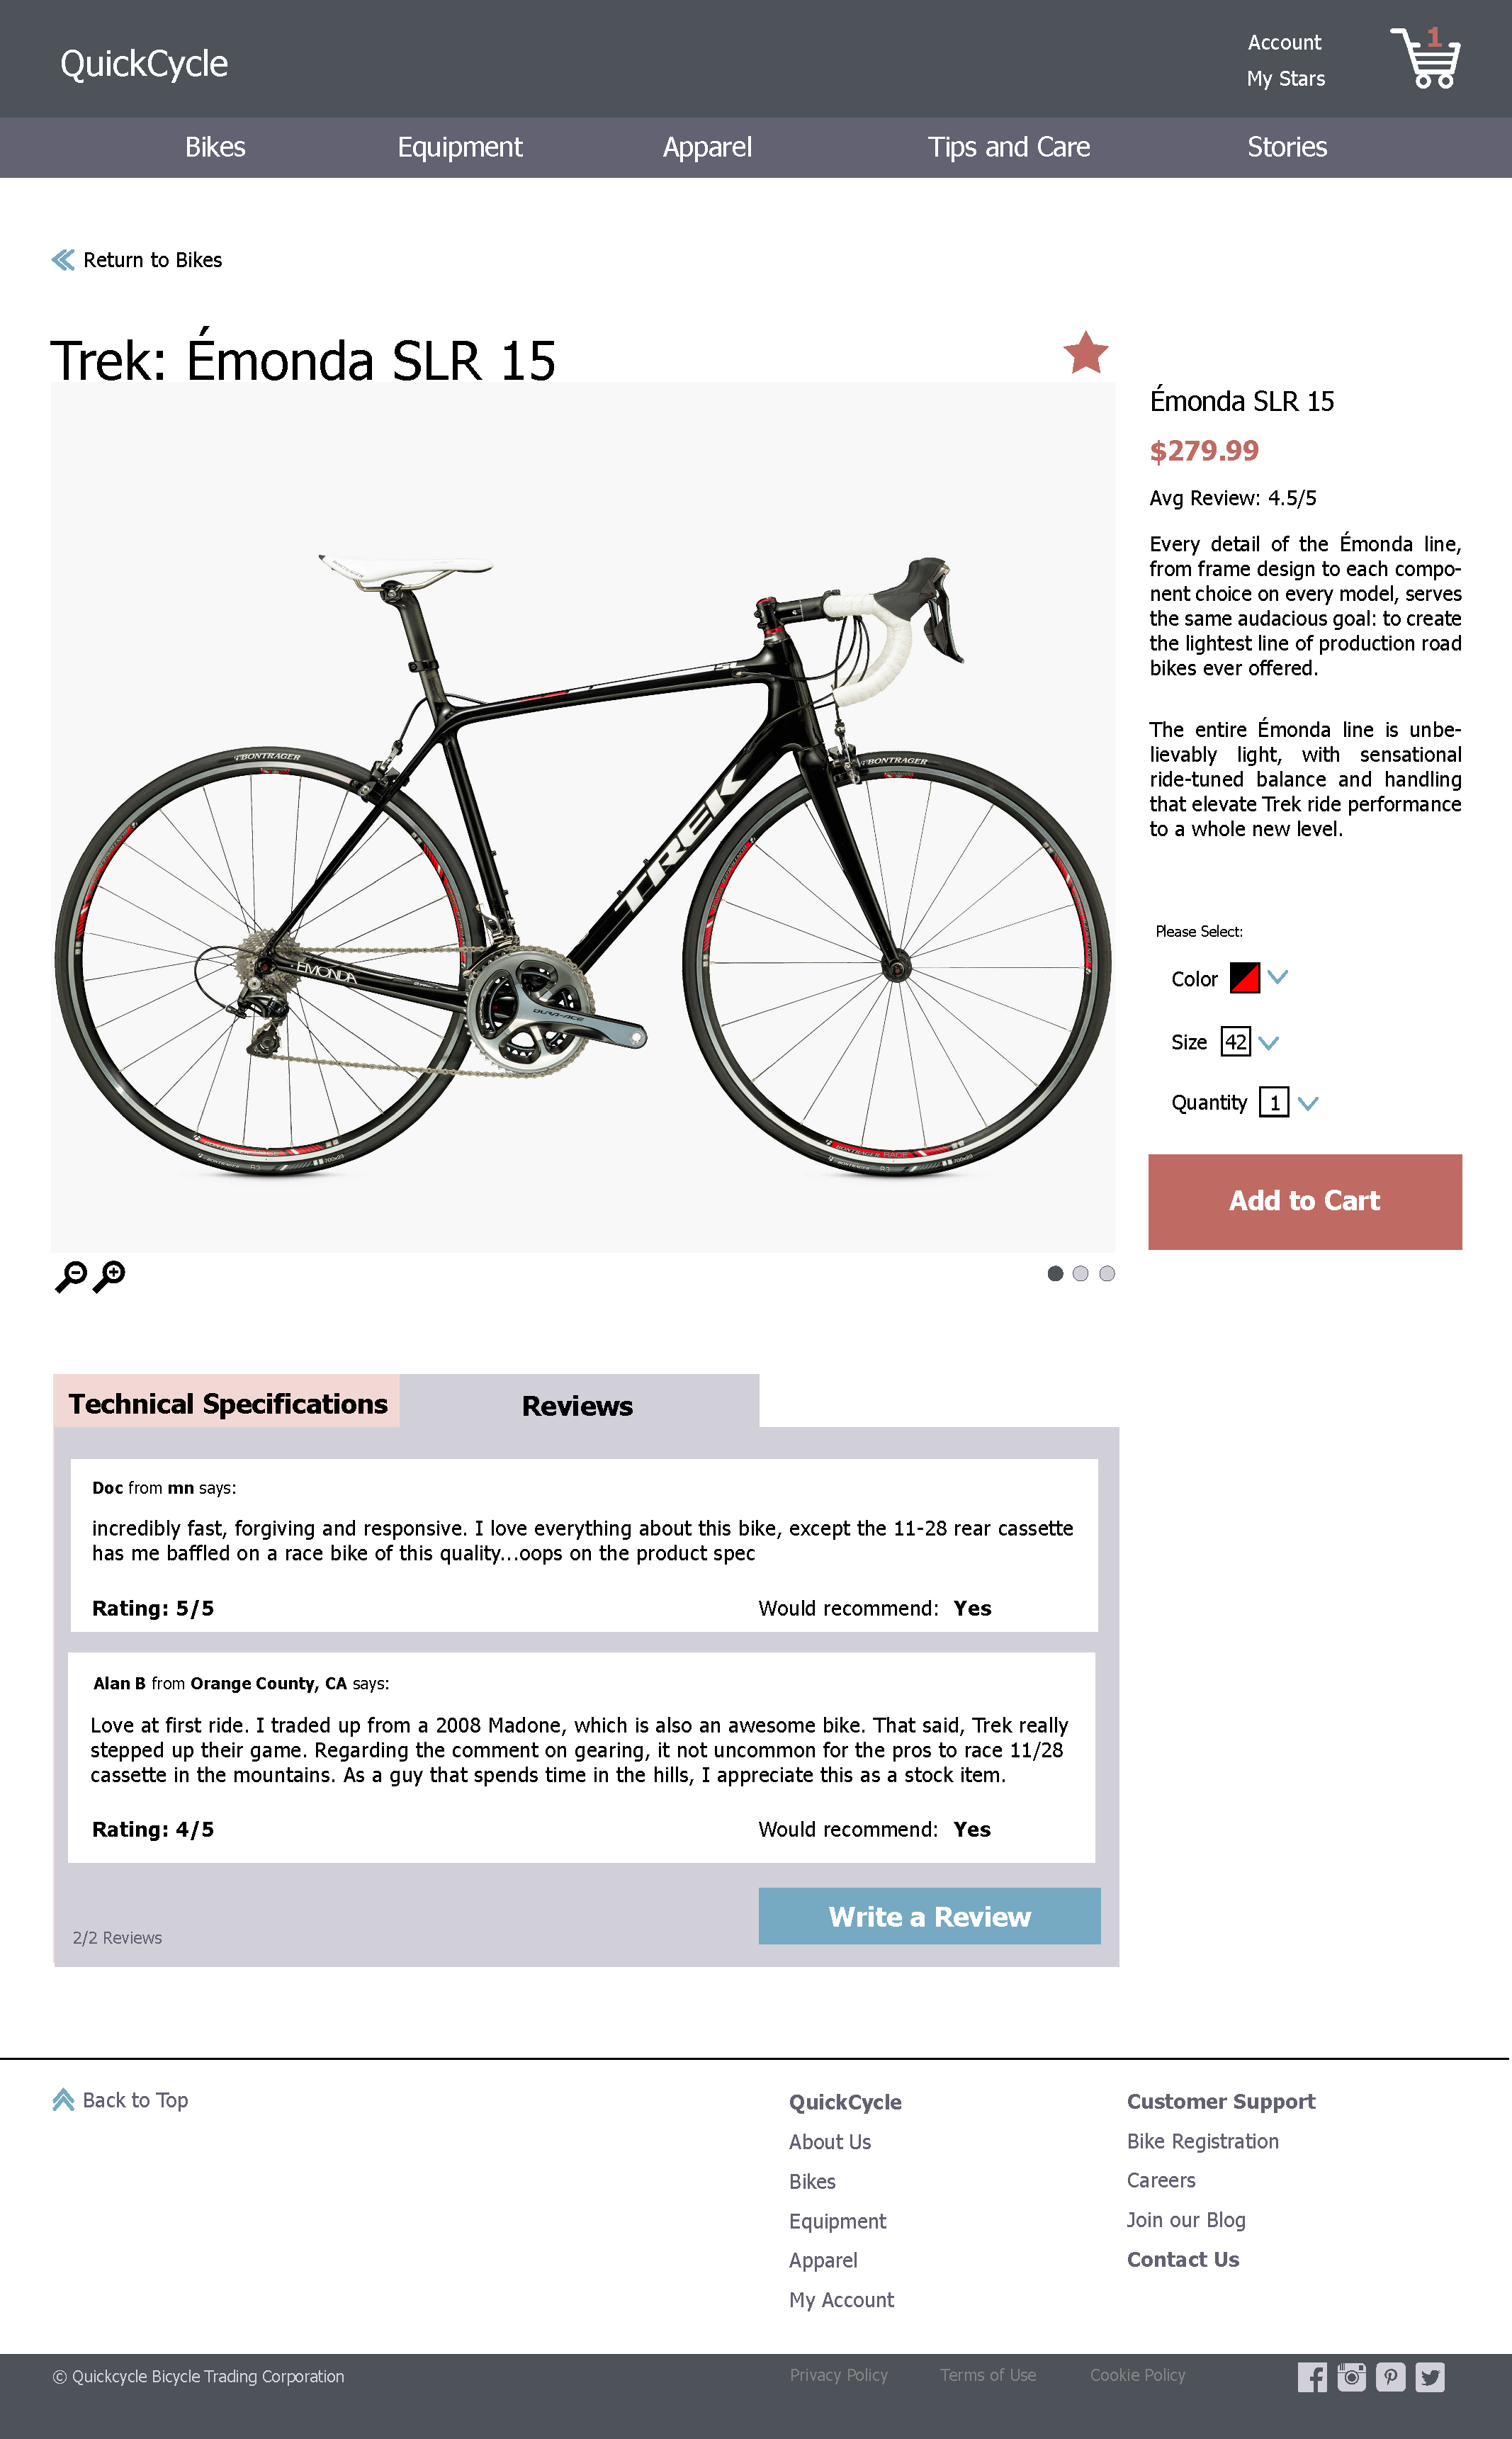 QuickCycle
Account
My Stars
1
Bikes Equipment Apparel Tips and Care Stories
Return to Bikes
Trek: Émonda SLR 15
Émonda SLR 15
$279.99
Avg Review: 4.5/5
Every detail of the Émonda line,
from frame design to each compo-
nent choice on every model, serves
the same audacious goal: to create
the lightest line of production road
bikes ever offered.
The entire Émonda line is unbe-
lievably light, with sensational
ride-tuned balance and handling
that elevate Trek ride performance
to a whole new level.
BONTRAGER
BONTRAGER
TREK
ÉMONDA
DURA-ACE
Please Select:
Color
Size 42
Quantity 1
Add to Cart
Technical Specifications
Reviews
Doc from mn says:
incredibly fast, forgiving and responsive. I love everything about this bike, except the 11-28 rear cassette
has me baffled on a race bike of this quality...oops on the product spec
Rating: 5/5 Would recommend: Yes
Alan B from Orange County, CA says:
Love at first ride. I traded up from a 2008 Madone, which is also an awesome bike. That said, Trek really
stepped up their game. Regarding the comment on gearing, it not uncommon for the pros to race 11/28
cassette in the mountains. As a guy that spends time in the hills, I appreciate this as a stock item.
Rating: 4/5 Would recommend: Yes
Write a Review
2/2 Reviews
Back to Top
QuickCycle
About Us
Bikes
Equipment
Apparel
My Account
Customer Support
Bike Registration
Careers
Join our Blog
Contact Us
© Quickcycle Bicycle Trading Corporation
Privacy Policy Terms of Use Cookie Policy